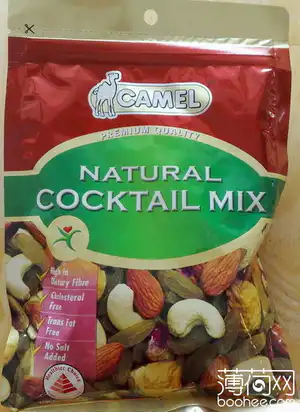 CAMEL
PREMIUM QUALITY
NATURAL
COCKTAIL MIX
High in
Dietary Fibre
Cholesterol
Free
Trans Fat
Free
No Salt
Added
Healthier Choice
薄荷网
boohee.com